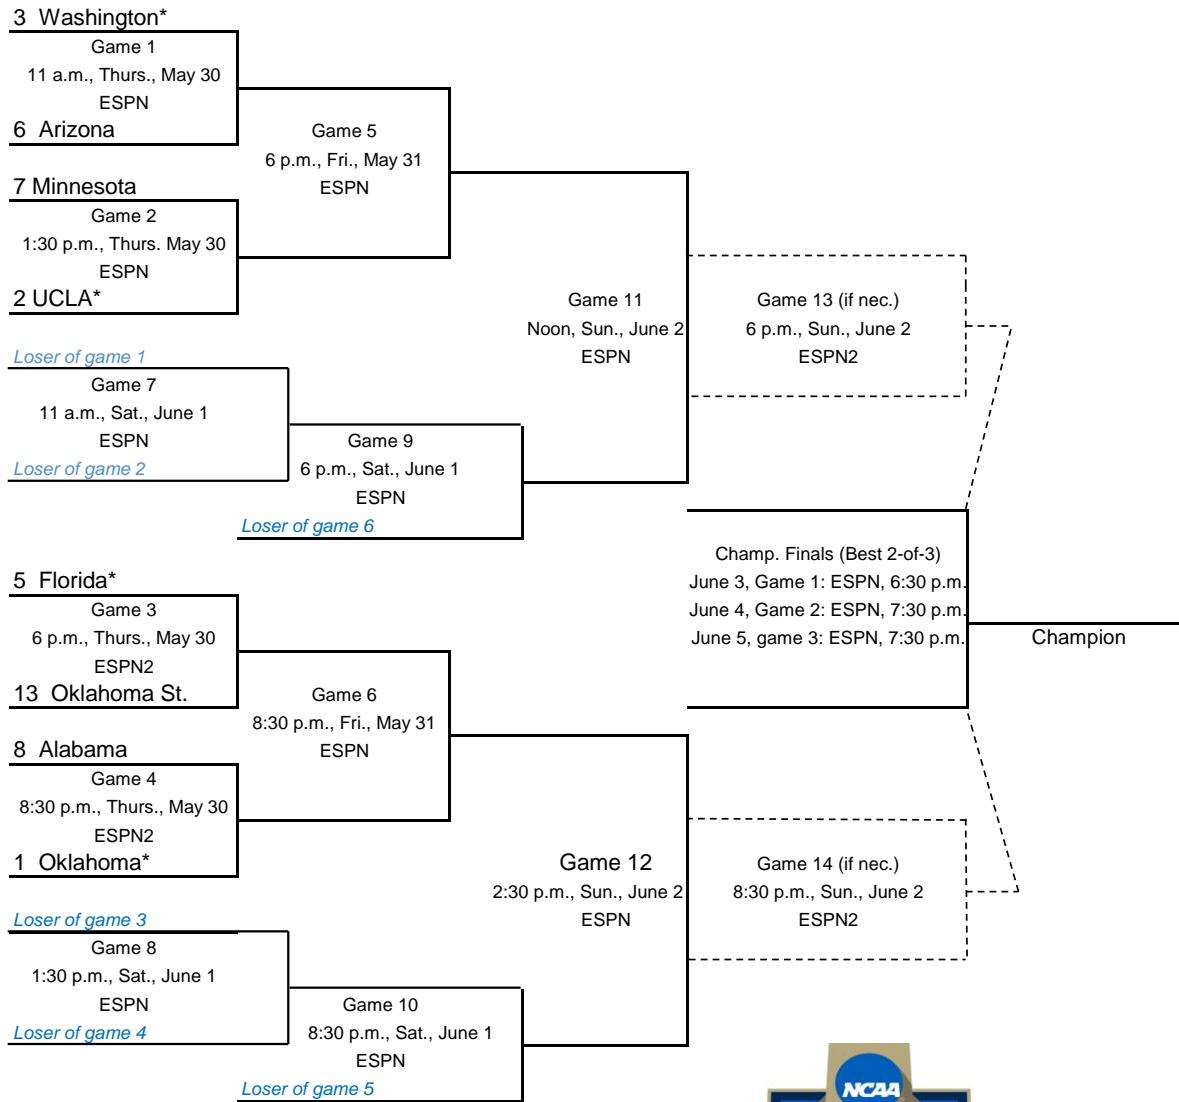 3  Washington*
Game 1
11 a.m., Thurs., May 30
ESPN
6  Arizona
Game 5
6 p.m., Fri., May 31
ESPN
7 Minnesota
Game 2
1:30 p.m., Thurs. May 30
ESPN
2 UCLA*
Game 11
Noon, Sun., June 2
ESPN
Game 13 (if nec.)
6 p.m., Sun., June 2
ESPN2
Loser of game 1
Game 7
11 a.m., Sat., June 1
ESPN
Loser of game 2
Game 9
6 p.m., Sat., June 1
ESPN
Loser of game 6
Champ. Finals (Best 2-of-3)
June 3, Game 1: ESPN, 6:30 p.m.
June 4, Game 2: ESPN, 7:30 p.m.
June 5, game 3: ESPN, 7:30 p.m.
Champion
5  Florida*
Game 3
6 p.m., Thurs., May 30
ESPN2
13  Oklahoma St.
Game 6
8:30 p.m., Fri., May 31
ESPN
8  Alabama
Game 4
8:30 p.m., Thurs., May 30
ESPN2
1  Oklahoma*
Game 12
2:30 p.m., Sun., June 2
ESPN
Game 14 (if nec.)
8:30 p.m., Sun., June 2
ESPN2
Loser of game 3
Game 8
1:30 p.m., Sat., June 1
ESPN
Loser of game 4
Game 10
8:30 p.m., Sat., June 1
ESPN
Loser of game 5
NCAA